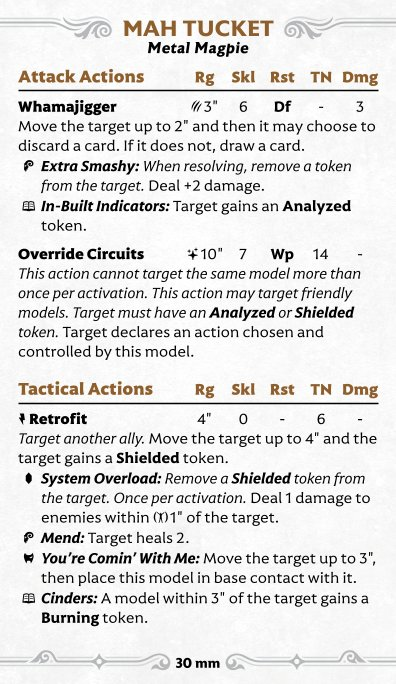 MAH TUCKET
Metal Magpie
Attack Actions Rg Skl Rst TN Dmg
Whamajigger 3" 6 Df - 3
Move the target up to 2" and then it may choose to
discard a card. If it does not, draw a card.
Extra Smashy: When resolving, remove a token
from the target. Deal +2 damage.
In-Built Indicators: Target gains an Analyzed
token.
Override Circuits 10" 7 Wp 14 -
This action cannot target the same model more than
once per activation. This action may target friendly
models. Target must have an Analyzed or Shielded
token. Target declares an action chosen and
controlled by this model.
Tactical Actions Rg Skl Rst TN Dmg
Retrofit 4" 0 - 6 -
Target another ally. Move the target up to 4" and the
target gains a Shielded token.
System Overload: Remove a Shielded token from
the target. Once per activation. Deal 1 damage to
enemies within 1" of the target.
Mend: Target heals 2.
You're Comin' With Me: Move the target up to 3",
then place this model in base contact with it.
Cinders: A model within 3" of the target gains a
Burning token.
30 mm